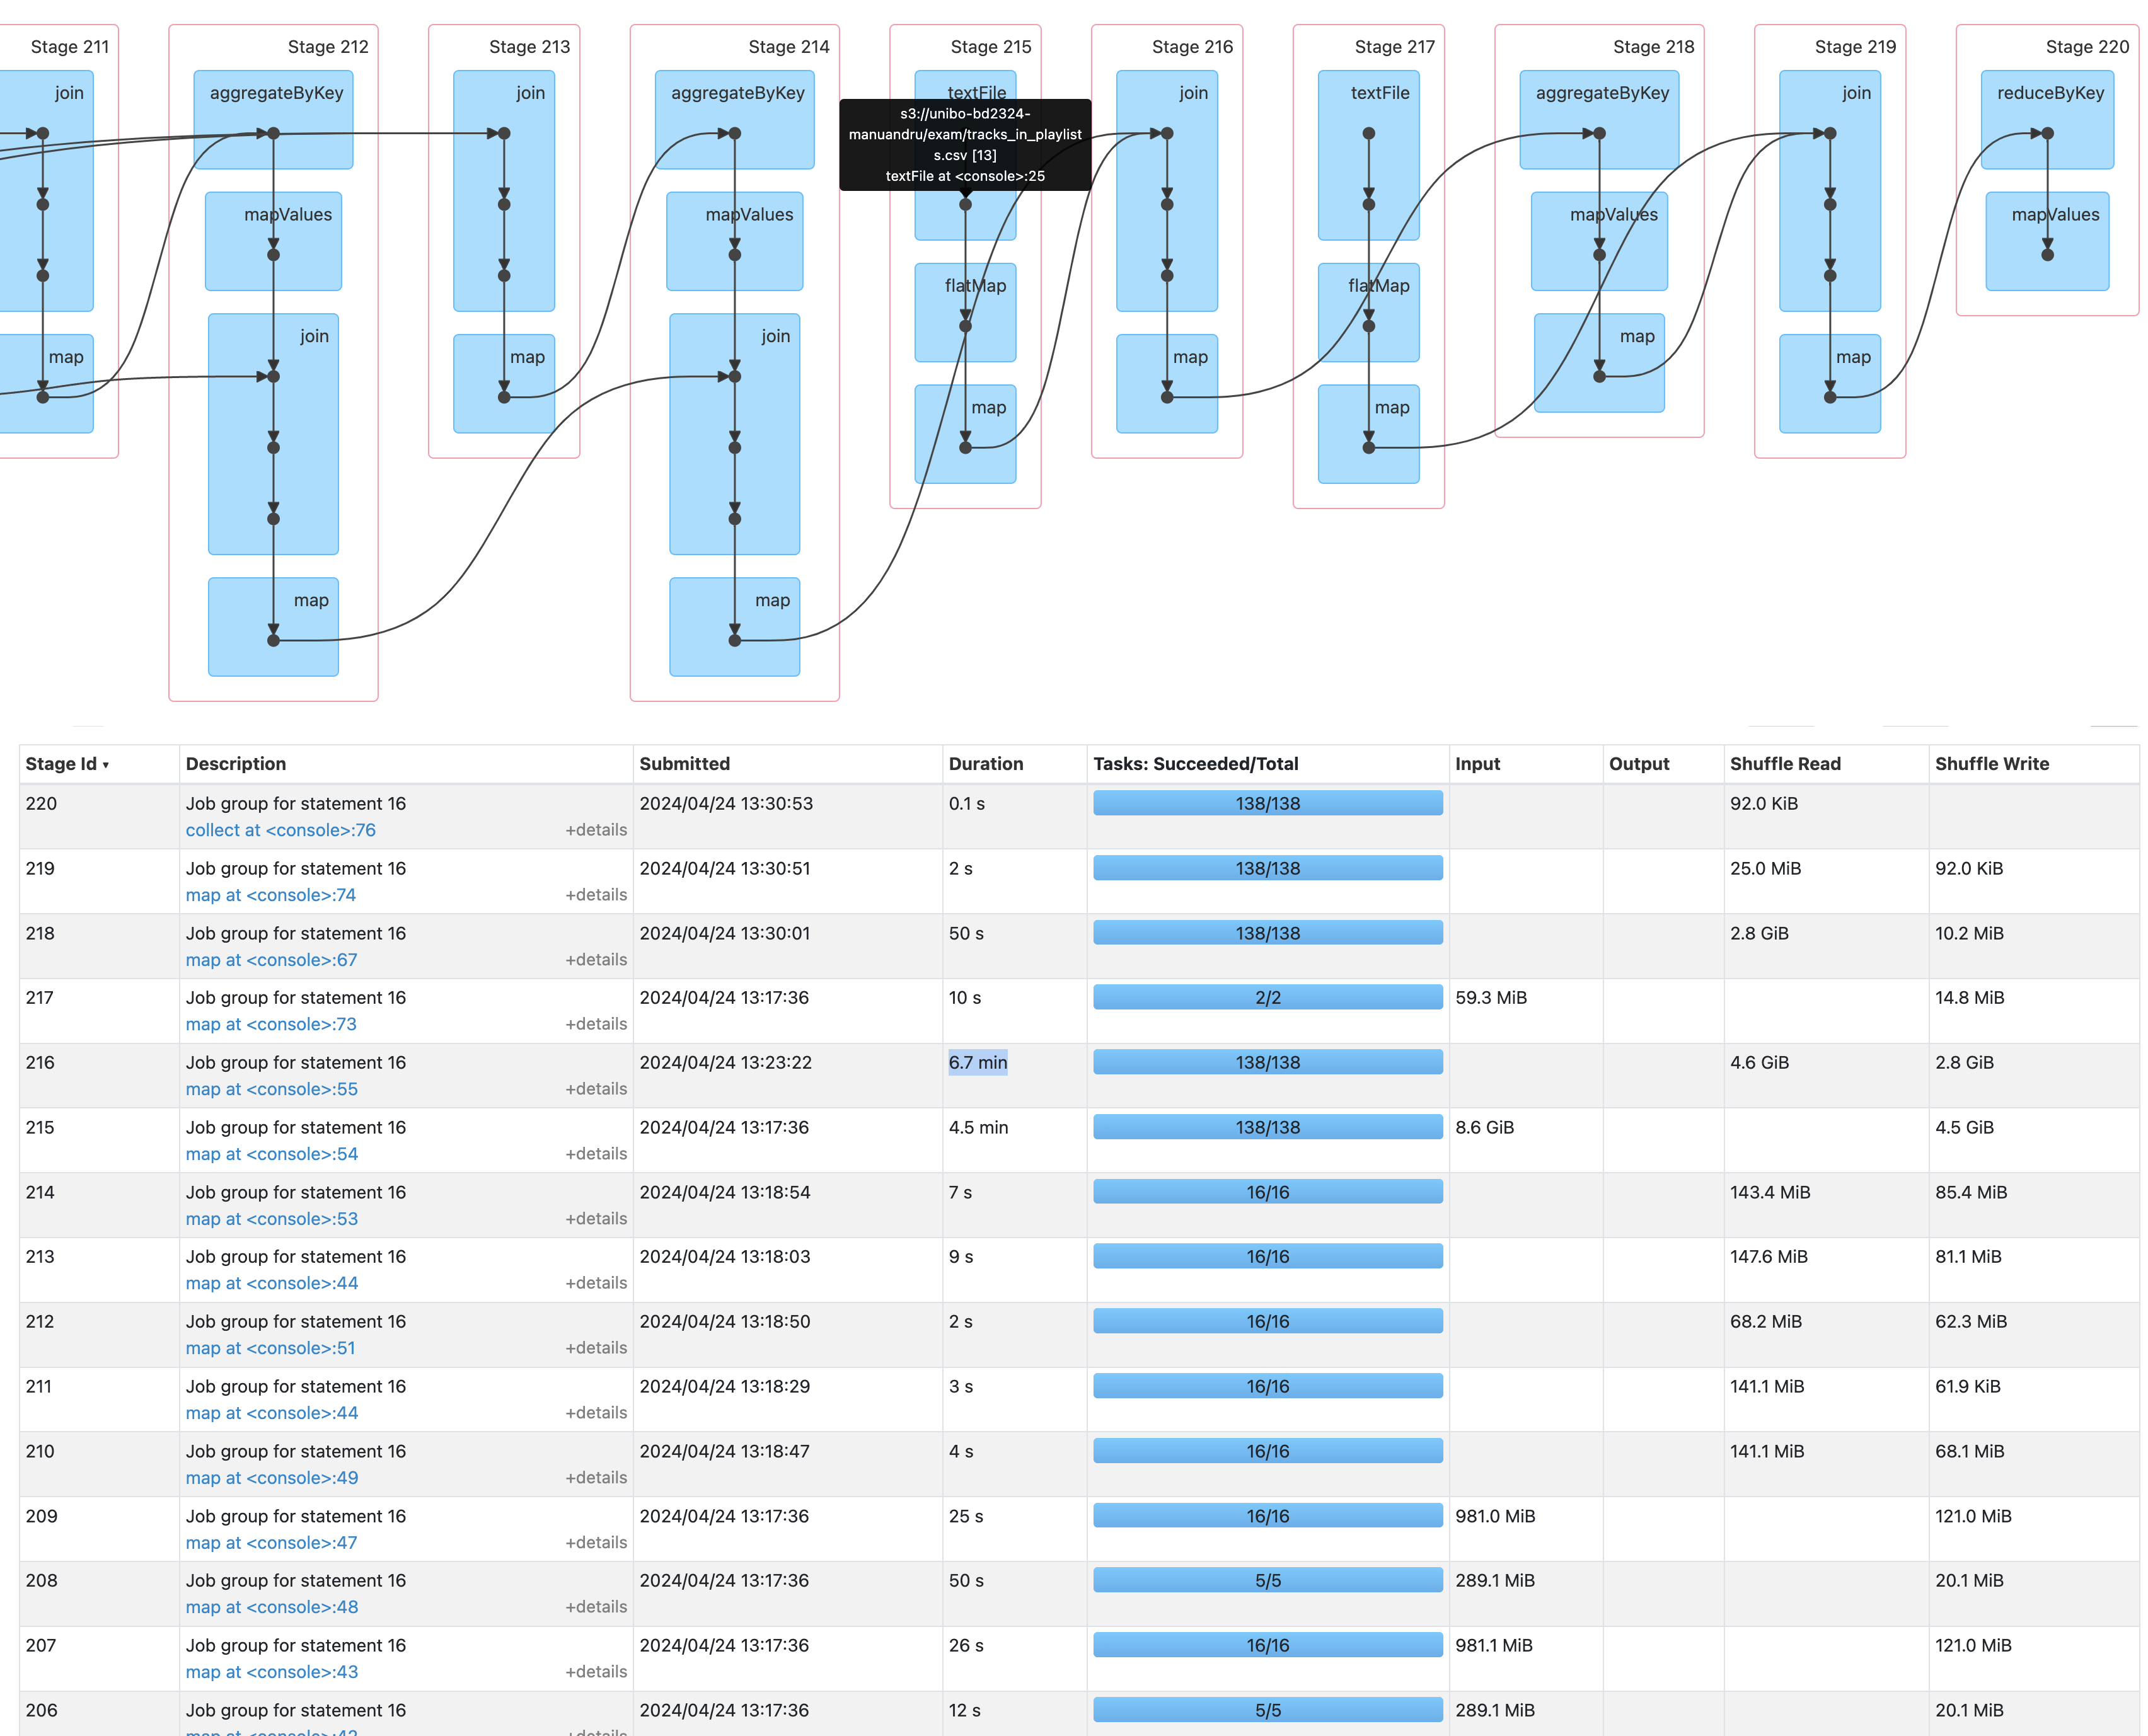 Stage 211
Stage 212
Stage 213
Stage 214
Stage 215
Stage 216
Stage 217
Stage 218
Stage 219
Stage 220
join
aggregateByKey
join
aggregateByKey
textFile
join
textFile
aggregateByKey
join
reduceByKey
s3://unibo-bd2324-
manuandru/exam/tracks_in_playlist
s.csv [13]
textFile at <console>:25
mapValues
mapValues
mapValues
mapValues
flatMap
flatMap
join
join
map
map
map
map
map
map
map
map
map
map
Stage Id ▾ Description Submitted Duration Tasks: Succeeded/Total Input Output Shuffle Read Shuffle Write
220 Job group for statement 16 2024/04/24 13:30:53 0.1 s 138/138 92.0 KiB
collect at <console>:76 +details
219 Job group for statement 16 2024/04/24 13:30:51 2 s 138/138 25.0 MiB 92.0 KiB
map at <console>:74 +details
218 Job group for statement 16 2024/04/24 13:30:01 50 s 138/138 2.8 GiB 10.2 MiB
map at <console>:67 +details
217 Job group for statement 16 2024/04/24 13:17:36 10 s 2/2 59.3 MiB 14.8 MiB
map at <console>:73 +details
216 Job group for statement 16 2024/04/24 13:23:22 6.7 min 138/138 4.6 GiB 2.8 GiB
map at <console>:55 +details
215 Job group for statement 16 2024/04/24 13:17:36 4.5 min 138/138 8.6 GiB 4.5 GiB
map at <console>:54 +details
214 Job group for statement 16 2024/04/24 13:18:54 7 s 16/16 143.4 MiB 85.4 MiB
map at <console>:53 +details
213 Job group for statement 16 2024/04/24 13:18:03 9 s 16/16 147.6 MiB 81.1 MiB
map at <console>:44 +details
212 Job group for statement 16 2024/04/24 13:18:50 2 s 16/16 68.2 MiB 62.3 MiB
map at <console>:51 +details
211 Job group for statement 16 2024/04/24 13:18:29 3 s 16/16 141.1 MiB 61.9 KiB
map at <console>:44 +details
210 Job group for statement 16 2024/04/24 13:18:47 4 s 16/16 141.1 MiB 68.1 MiB
map at <console>:49 +details
209 Job group for statement 16 2024/04/24 13:17:36 25 s 16/16 981.0 MiB 121.0 MiB
map at <console>:47 +details
208 Job group for statement 16 2024/04/24 13:17:36 50 s 5/5 289.1 MiB 20.1 MiB
map at <console>:48 +details
207 Job group for statement 16 2024/04/24 13:17:36 26 s 16/16 981.1 MiB 121.0 MiB
map at <console>:43 +details
206 Job group for statement 16 2024/04/24 13:17:36 12 s 5/5 289.1 MiB 20.1 MiB